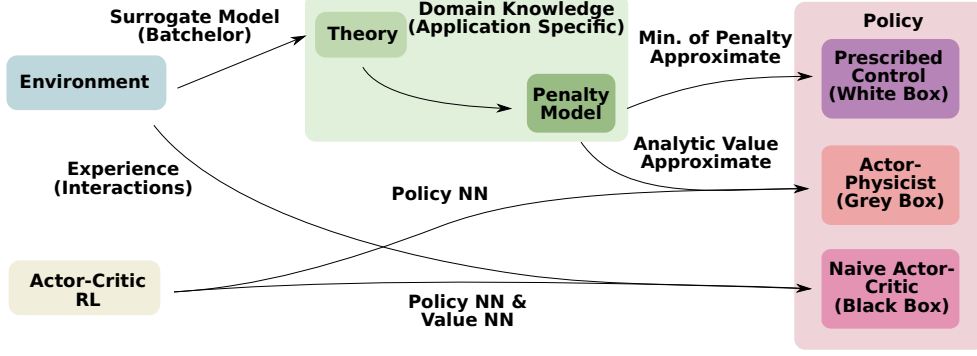 Surrogate Model
(Batchelor)
Domain Knowledge
(Application Specific)
Theory
Environment
Penalty
Model
Min. of Penalty
Approximate
Analytic Value
Approximate
Experience
(Interactions)
Policy NN
Actor-Critic
RL
Policy NN &
Value NN
Policy
Prescribed
Control
(White Box)
Actor-
Physicist
(Grey Box)
Naive Actor-
Critic
(Black Box)